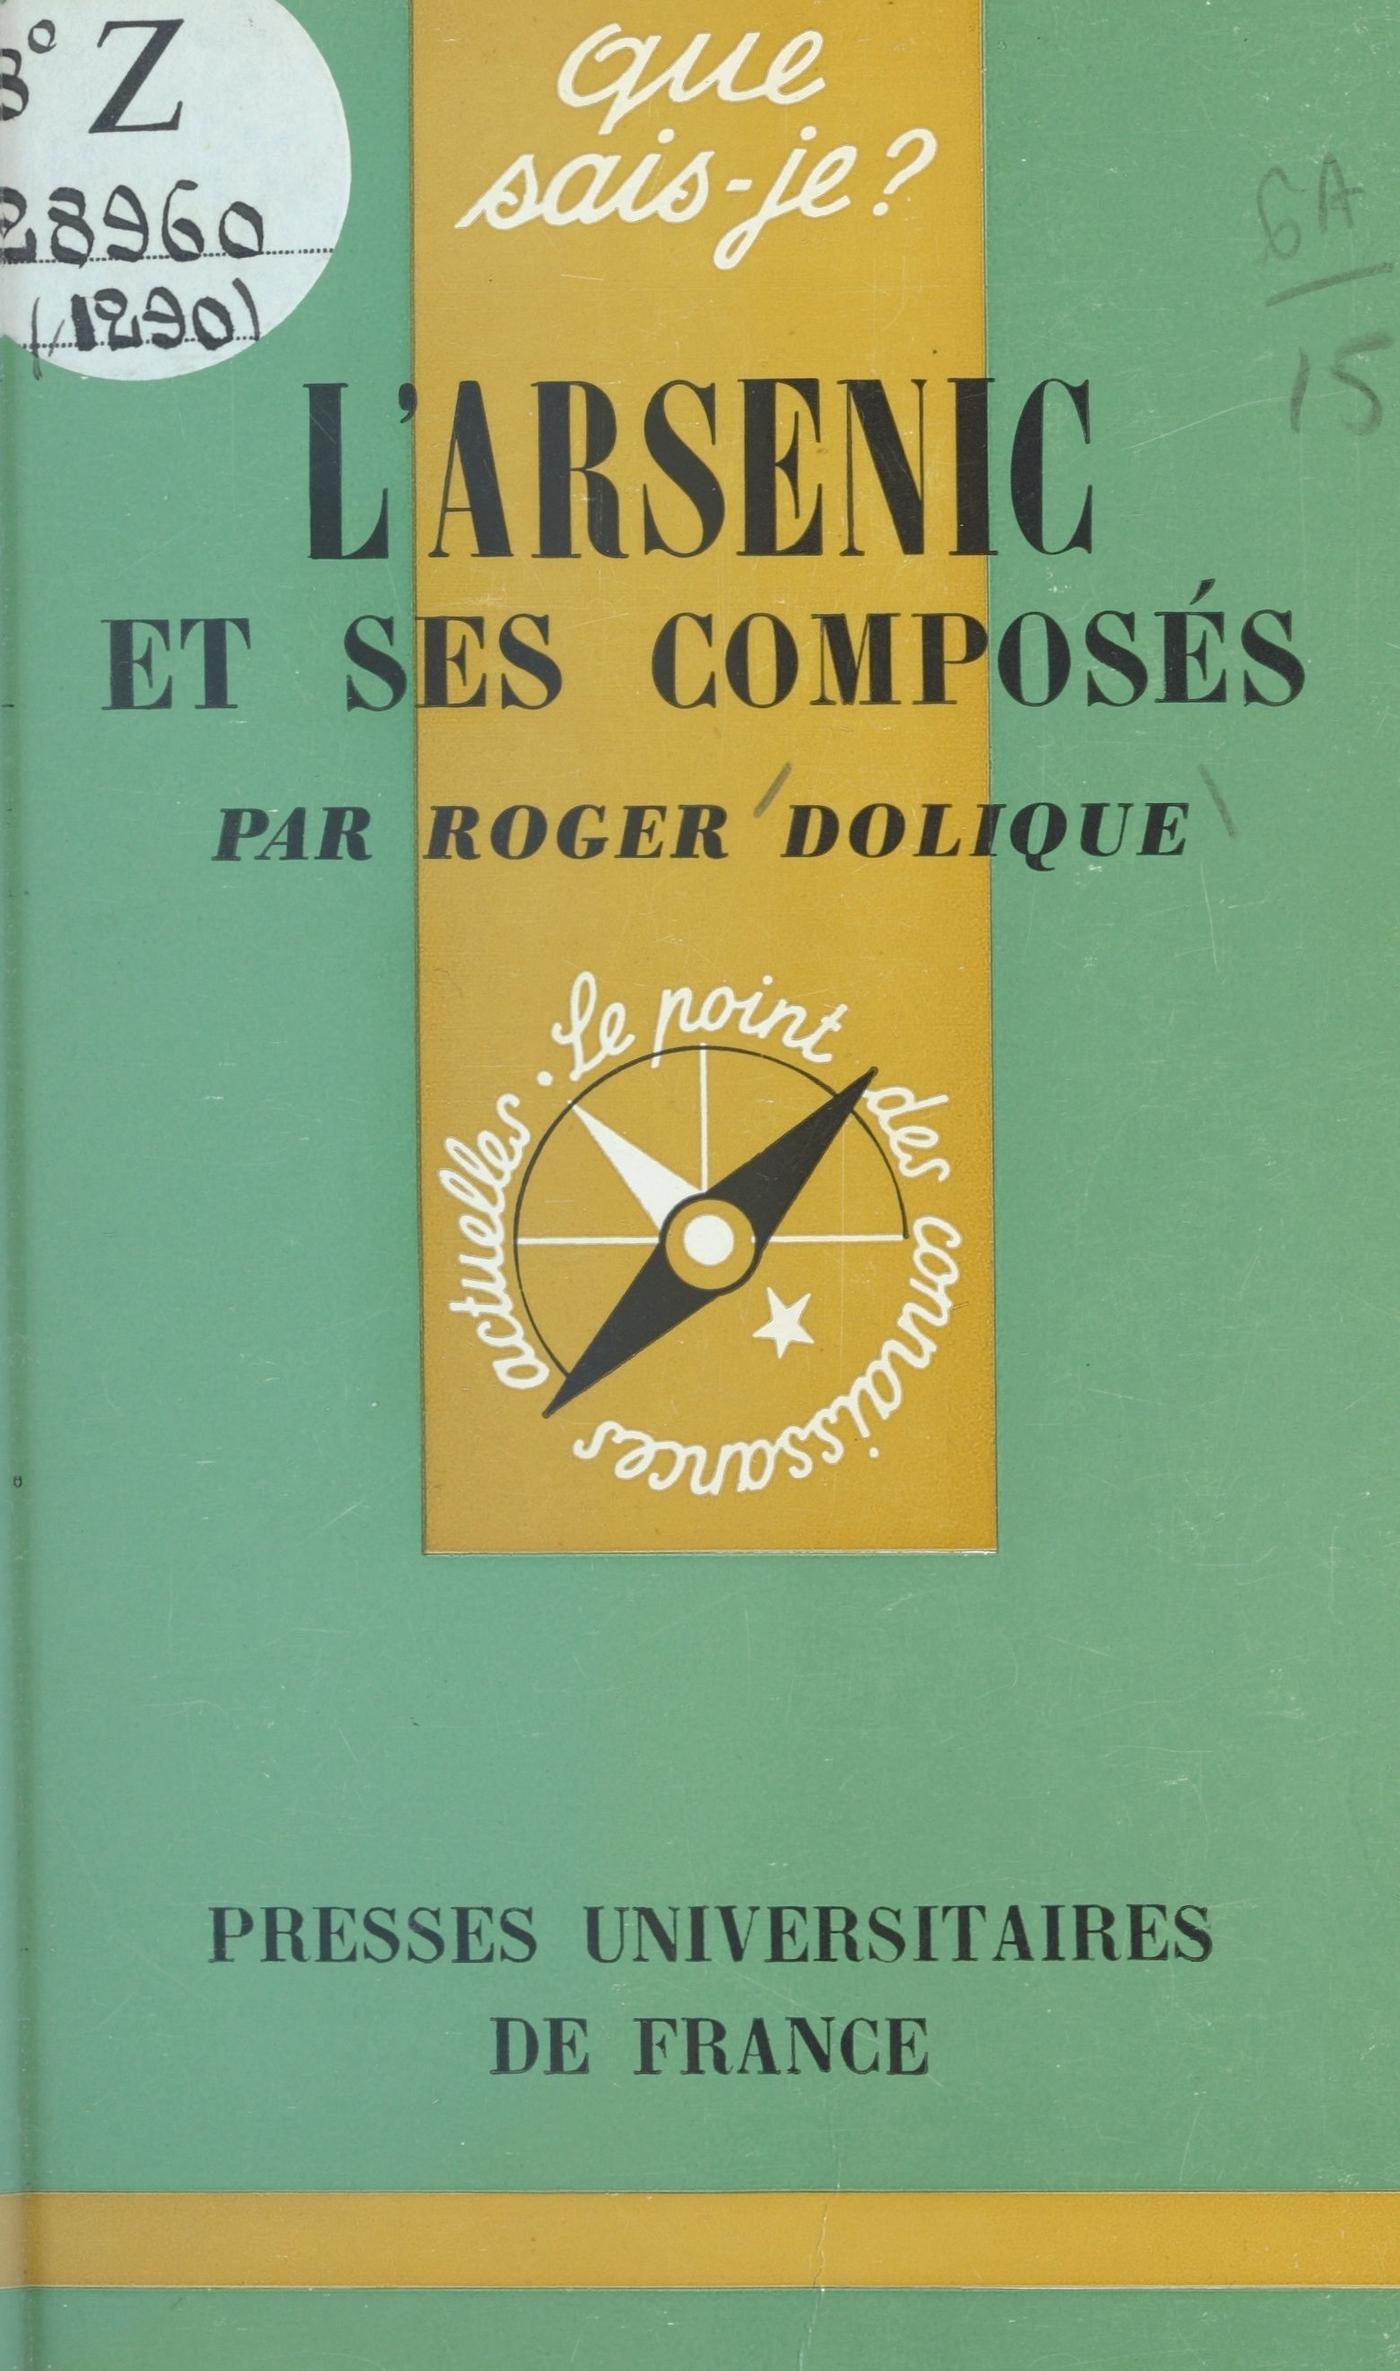 8° Z
28960
(1290)
que
sais-je?
6A
15
L'ARSENIC
ET SES COMPOSÉS
PAR ROGER DOLIQUE
Le point des connaissances actuelles.
PRESSES UNIVERSITAIRES
DE FRANCE